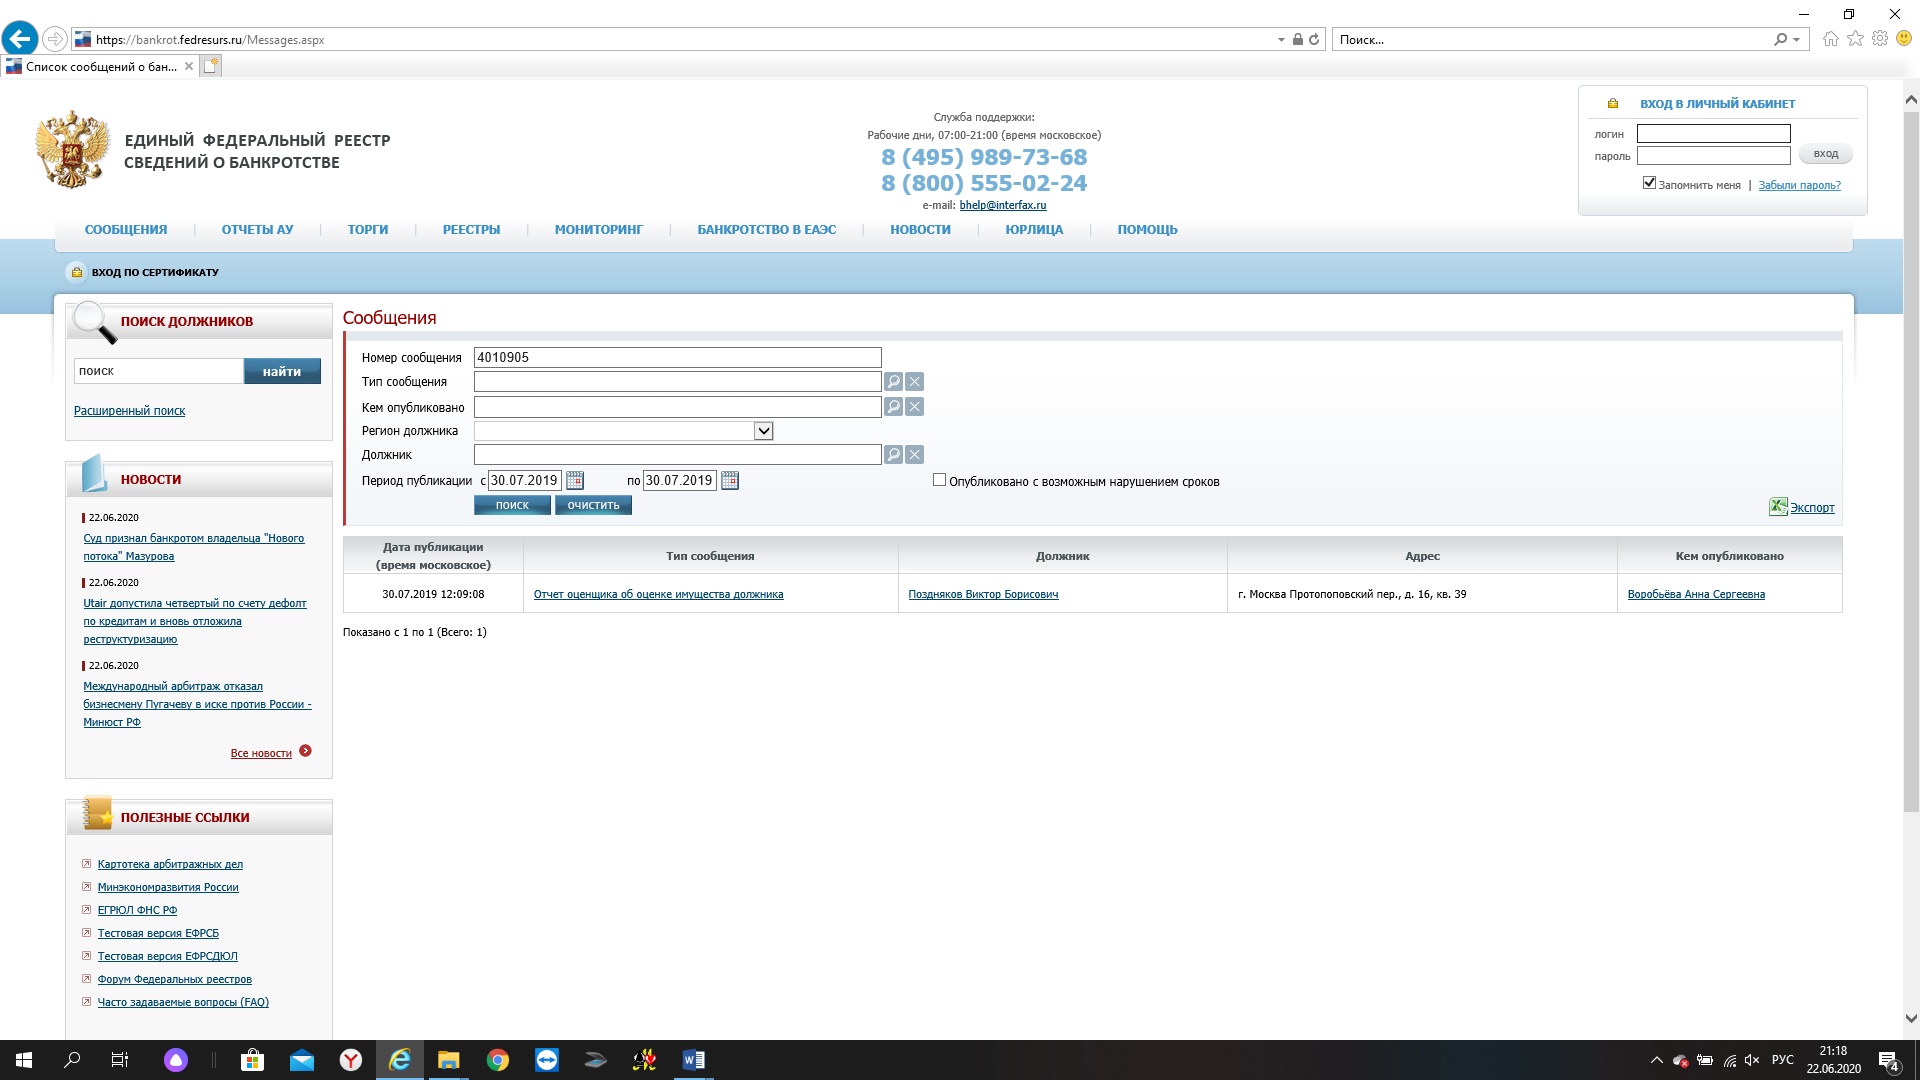 https://bankrot.fedresurs.ru/Messages.aspx
Поиск...
Список сообщений о бан...
ЕДИНЫЙ ФЕДЕРАЛЬНЫЙ РЕЕСТР
СВЕДЕНИЙ О БАНКРОТСТВЕ
Служба поддержки:
Рабочие дни, 07:00-21:00 (время московское)
8 (495) 989-73-68
8 (800) 555-02-24
e-mail: bhelp@interfax.ru
ВХОД В ЛИЧНЫЙ КАБИНЕТ
логин
пароль
вход
Запомнить меня | Забыли пароль?
СООБЩЕНИЯ | ОТЧЕТЫ АУ | ТОРГИ | РЕЕСТРЫ | МОНИТОРИНГ | БАНКРОТСТВО В ЕАЭС | НОВОСТИ | ЮРЛИЦА | ПОМОЩЬ
ВХОД ПО СЕРТИФИКАТУ
ПОИСК ДОЛЖНИКОВ
поиск
найти
Расширенный поиск
НОВОСТИ
22.06.2020
Суд признал банкротом владельца "Нового
потока" Мазурова
22.06.2020
Utair допустила четвертый по счету дефолт
по кредитам и вновь отложила
реструктуризацию
22.06.2020
Международный арбитраж отказал
бизнесмену Пугачеву в иске против России -
Минюст РФ
Все новости
ПОЛЕЗНЫЕ ССЫЛКИ
Картотека арбитражных дел
Минэкономразвития России
ЕГРЮЛ ФНС РФ
Тестовая версия ЕФРСБ
Тестовая версия ЕФРСДЮЛ
Форум Федеральных реестров
Часто задаваемые вопросы (FAQ)
Сообщения
Номер сообщения 4010905
Тип сообщения
Кем опубликовано
Регион должника
Должник
Период публикации с 30.07.2019 по 30.07.2019 Опубликовано с возможным нарушением сроков
поиск очистить
Экспорт
Дата публикации
(время московское)
Тип сообщения
Должник
Адрес
Кем опубликовано
30.07.2019 12:09:08 Отчет оценщика об оценке имущества должника Поздняков Виктор Борисович г. Москва Протопоповский пер., д. 16, кв. 39 Воробьёва Анна Сергеевна
Показано с 1 по 1 (Всего: 1)
РУС
21:18
22.06.2020
4